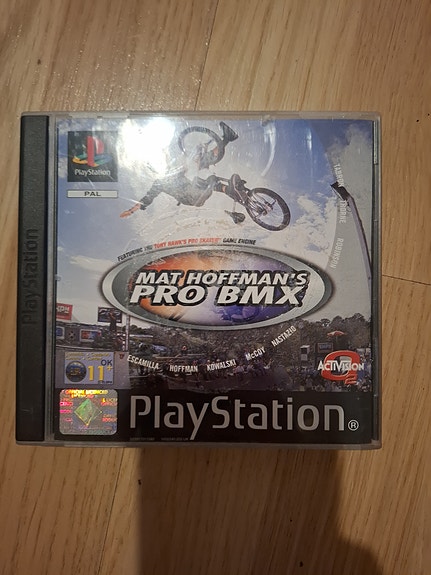 PlayStation
PAL
PlayStation
FEATURING THE TONY HAWK'S PRO SKATER GAME ENGINE
MAT HOFFMAN'S
PRO BMX
ROBINSON
ESCAMILLA HOFFMAN KOWALSKI McCOY NASTAZIO
OK
11+
ACTIVISION
PlayStation®